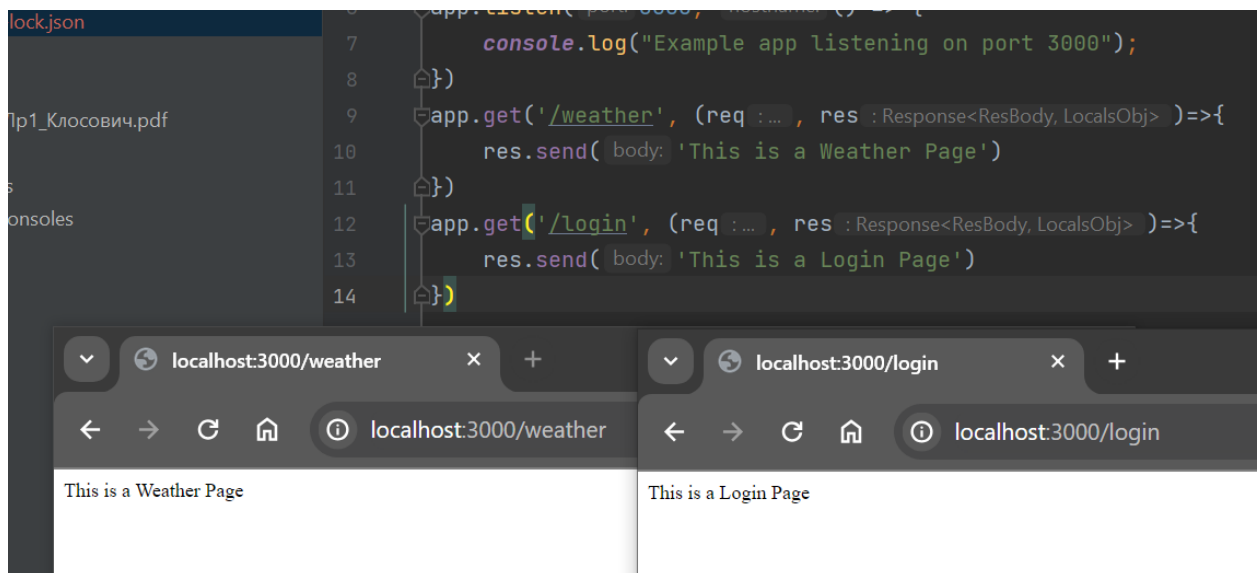 lock.json
7 console.log("Example app listening on port 3000");
8 })
Пр1_Клосович.pdf
9 app.get('/weather', (req : ... , res : Response<ResBody, LocalsObj> )=>{
10 res.send( body: 'This is a Weather Page')
s
11 })
onsoles
12 app.get('/login', (req : ... , res : Response<ResBody, LocalsObj> )=>{
13 res.send( body: 'This is a Login Page')
14 })
localhost:3000/weather
localhost:3000/weather
This is a Weather Page
localhost:3000/login
localhost:3000/login
This is a Login Page